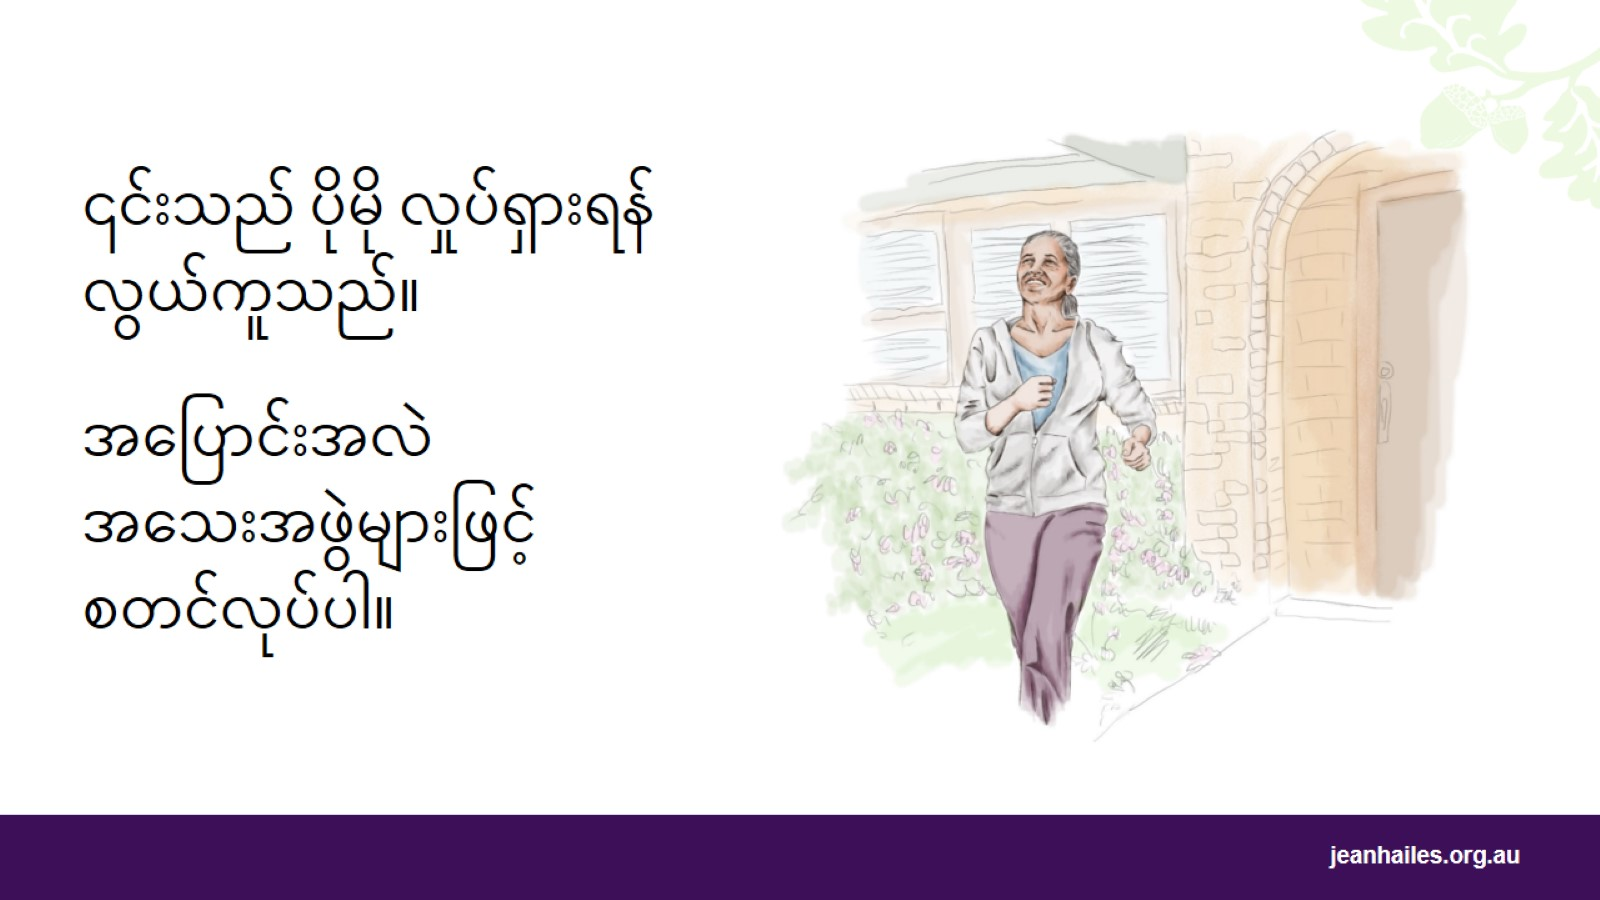 ၎င်းသည် ပိုမို လှုပ်ရှားရန်
လွယ်ကူသည်။
အပြောင်းအလဲ
အသေးအဖွဲများဖြင့်
စတင်လုပ်ပါ။
jeanhailes.org.au